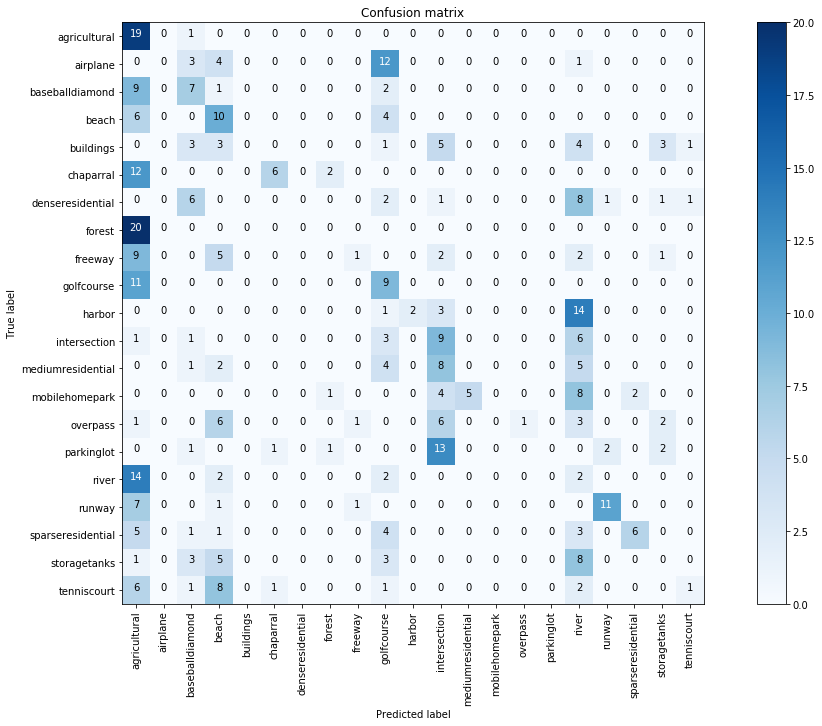 Confusion matrix
True label
agricultural 19 0 1 0 0 0 0 0 0 0 0 0 0 0 0 0 0 0 0 0 0
airplane 0 0 3 4 0 0 0 0 0 12 0 0 0 0 0 0 1 0 0 0 0
baseballdiamond 9 0 7 1 0 0 0 0 0 2 0 0 0 0 0 0 0 0 0 0 0
beach 6 0 0 10 0 0 0 0 0 4 0 0 0 0 0 0 0 0 0 0 0
buildings 0 0 3 3 0 0 0 0 0 1 0 5 0 0 0 0 4 0 0 3 1
chaparral 12 0 0 0 0 6 0 2 0 0 0 0 0 0 0 0 0 0 0 0 0
denseresidential 0 0 6 0 0 0 0 0 0 2 0 1 0 0 0 0 8 1 0 1 1
forest 20 0 0 0 0 0 0 0 0 0 0 0 0 0 0 0 0 0 0 0 0
freeway 9 0 0 5 0 0 0 0 1 0 0 2 0 0 0 0 2 0 0 1 0
golfcourse 11 0 0 0 0 0 0 0 0 9 0 0 0 0 0 0 0 0 0 0 0
harbor 0 0 0 0 0 0 0 0 0 1 2 3 0 0 0 0 14 0 0 0 0
intersection 1 0 1 0 0 0 0 0 0 3 0 9 0 0 0 0 6 0 0 0 0
mediumresidential 0 0 1 2 0 0 0 0 0 4 0 8 0 0 0 0 5 0 0 0 0
mobilehomepark 0 0 0 0 0 0 0 1 0 0 0 4 5 0 0 0 8 0 2 0 0
overpass 1 0 0 6 0 0 0 0 1 0 0 6 0 0 1 0 3 0 0 2 0
parkinglot 0 0 1 0 0 1 0 1 0 0 0 13 0 0 0 0 0 2 0 2 0
river 14 0 0 2 0 0 0 0 0 2 0 0 0 0 0 0 2 0 0 0 0
runway 7 0 0 1 0 0 0 0 1 0 0 0 0 0 0 0 0 11 0 0 0
sparseresidential 5 0 1 1 0 0 0 0 0 4 0 0 0 0 0 0 3 0 6 0 0
storagetanks 1 0 3 5 0 0 0 0 0 3 0 0 0 0 0 0 8 0 0 0 0
tenniscourt 6 0 1 8 0 1 0 0 0 1 0 0 0 0 0 0 2 0 0 0 1
agricultural airplane baseballdiamond beach buildings chaparral denseresidential forest freeway golfcourse harbor intersection mediumresidential mobilehomepark overpass parkinglot river runway sparseresidential storagetanks tenniscourt
Predicted label
20.0
17.5
15.0
12.5
10.0
7.5
5.0
2.5
0.0